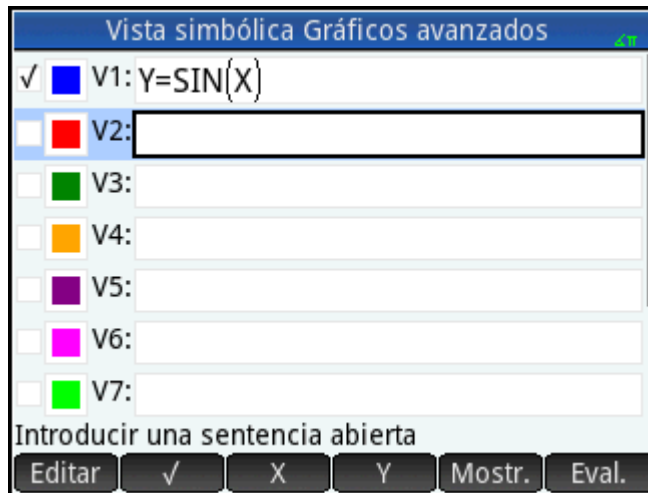 Vista simbólica Gráficos avanzados ∡π
√ V1: Y=SIN(X)
V2:
V3:
V4:
V5:
V6:
V7:
Introducir una sentencia abierta
Editar √ X Y Mostr. Eval.